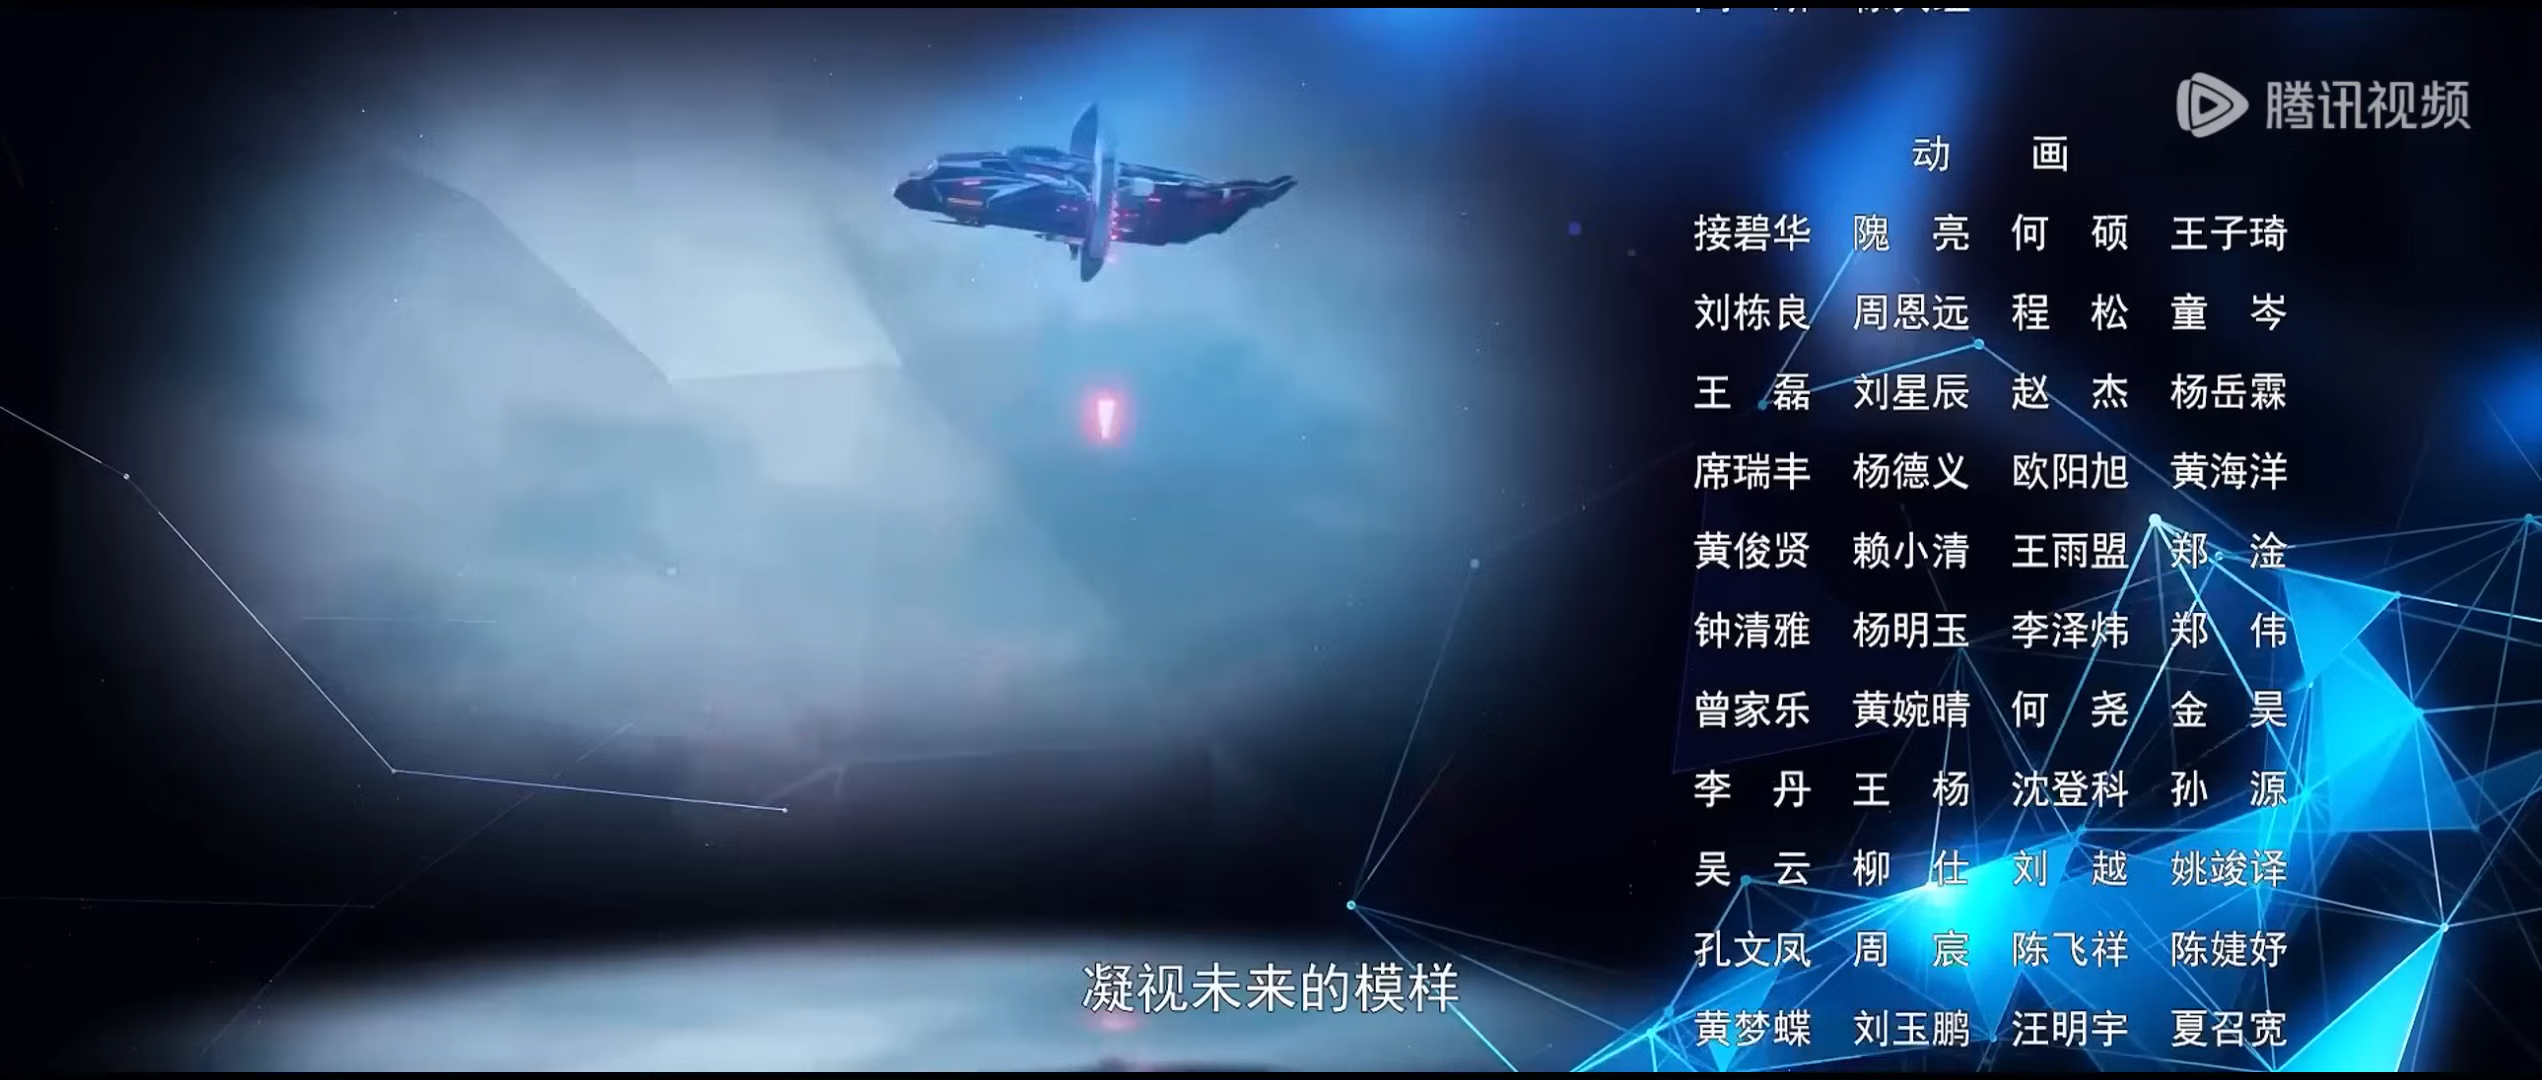 腾讯视频
动 画
接碧华 隗 亮 何 硕 王子琦
刘栋良 周恩远 程 松 童 岑
王 磊 刘星辰 赵 杰 杨岳霖
席瑞丰 杨德义 欧阳旭 黄海洋
黄俊贤 赖小清 王雨盟 郑 淦
钟清雅 杨明玉 李泽炜 郑 伟
曾家乐 黄婉晴 何 尧 金 昊
李 丹 王 杨 沈登科 孙 源
吴 云 柳 仕 刘 越 姚竣译
孔文凤 周 宸 陈飞祥 陈婕妤
凝视未来的模样
黄梦蝶 刘玉鹏 汪明宇 夏召宽